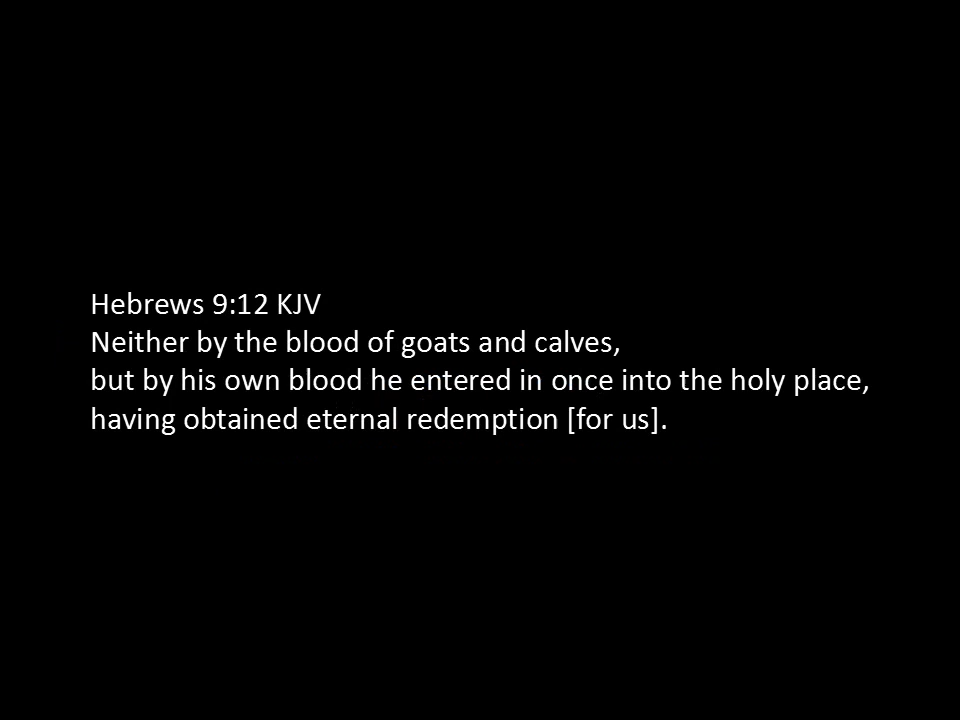 Hebrews 9:12 KJV
Neither by the blood of goats and calves,
but by his own blood he entered in once into the holy place,
having obtained eternal redemption [for us].